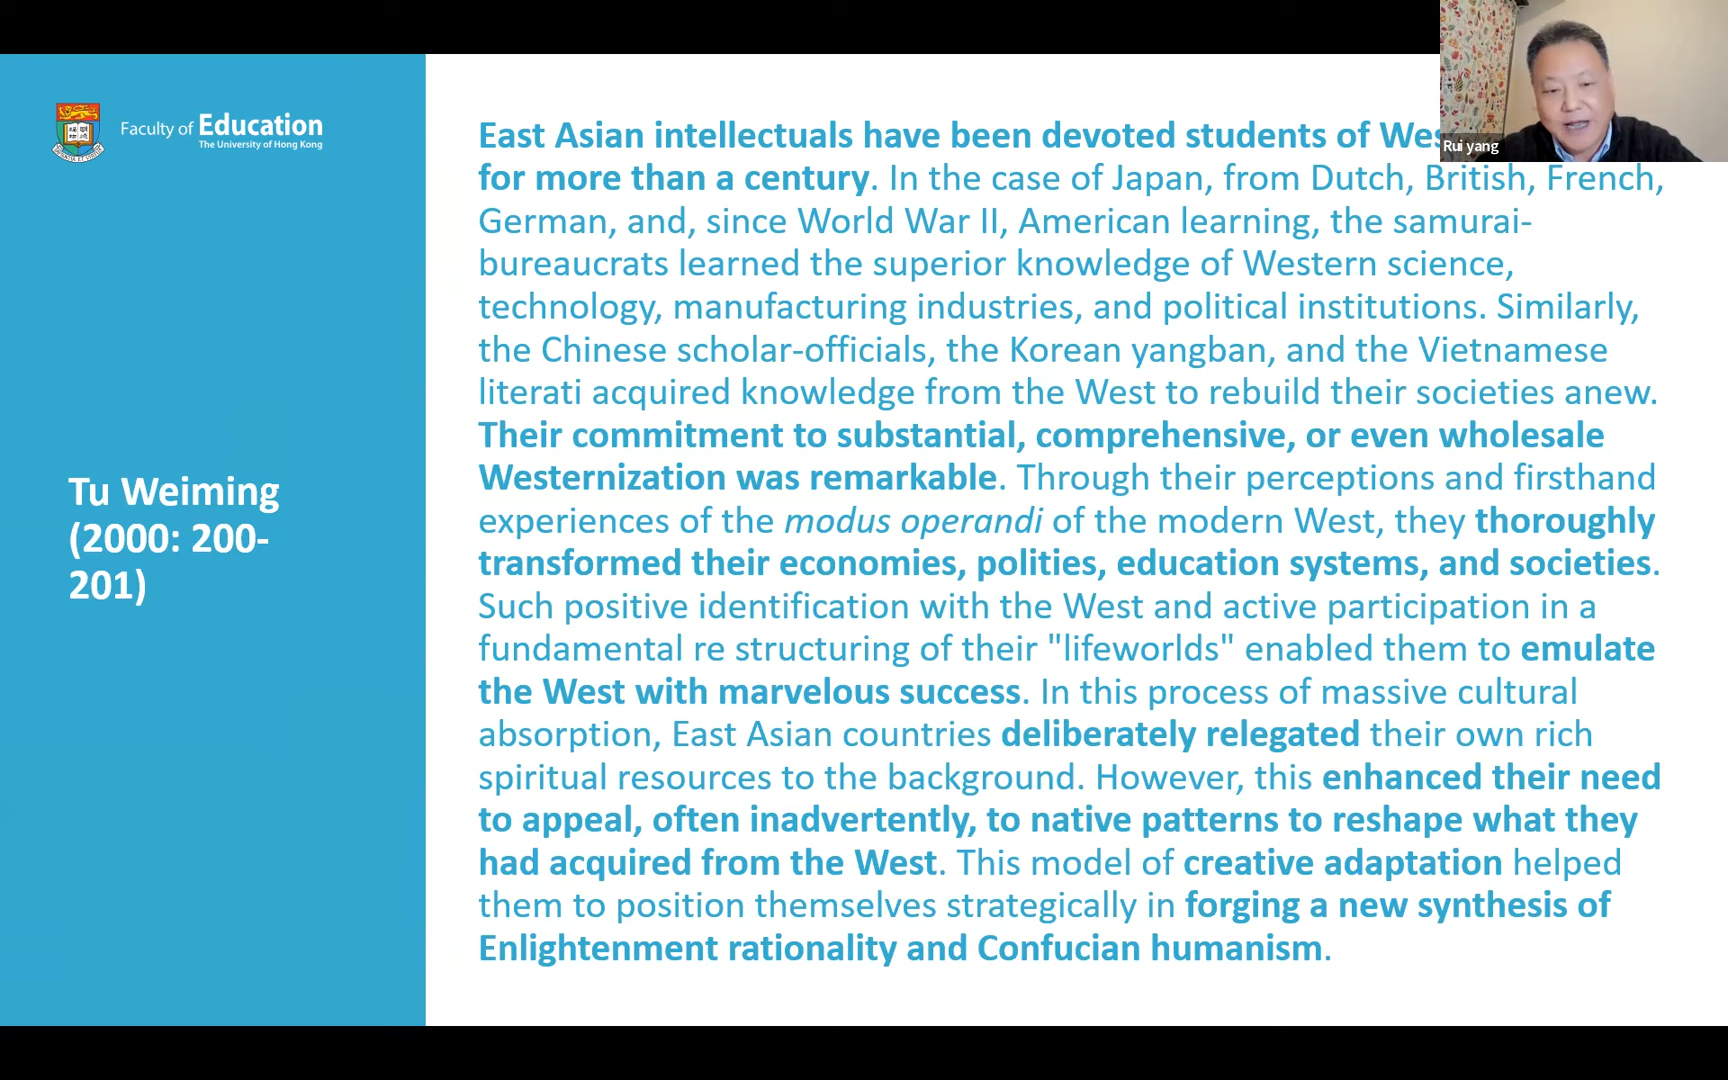 Faculty of Education
The University of Hong Kong
Tu Weiming
(2000: 200-
201)
East Asian intellectuals have been devoted students of
for more than a century. In the case of Japan, from Dutch, British, French,
German, and, since World War II, American learning, the samurai-
bureaucrats learned the superior knowledge of Western science,
technology, manufacturing industries, and political institutions. Similarly,
the Chinese scholar-officials, the Korean yangban, and the Vietnamese
literati acquired knowledge from the West to rebuild their societies anew.
Their commitment to substantial, comprehensive, or even wholesale
Westernization was remarkable. Through their perceptions and firsthand
experiences of the modus operandi of the modern West, they thoroughly
transformed their economies, polities, education systems, and societies.
Such positive identification with the West and active participation in a
fundamental re structuring of their "lifeworlds" enabled them to emulate
the West with marvelous success. In this process of massive cultural
absorption, East Asian countries deliberately relegated their own rich
spiritual resources to the background. However, this enhanced their need
to appeal, often inadvertently, to native patterns to reshape what they
had acquired from the West. This model of creative adaptation helped
them to position themselves strategically in forging a new synthesis of
Enlightenment rationality and Confucian humanism.
Rui yang